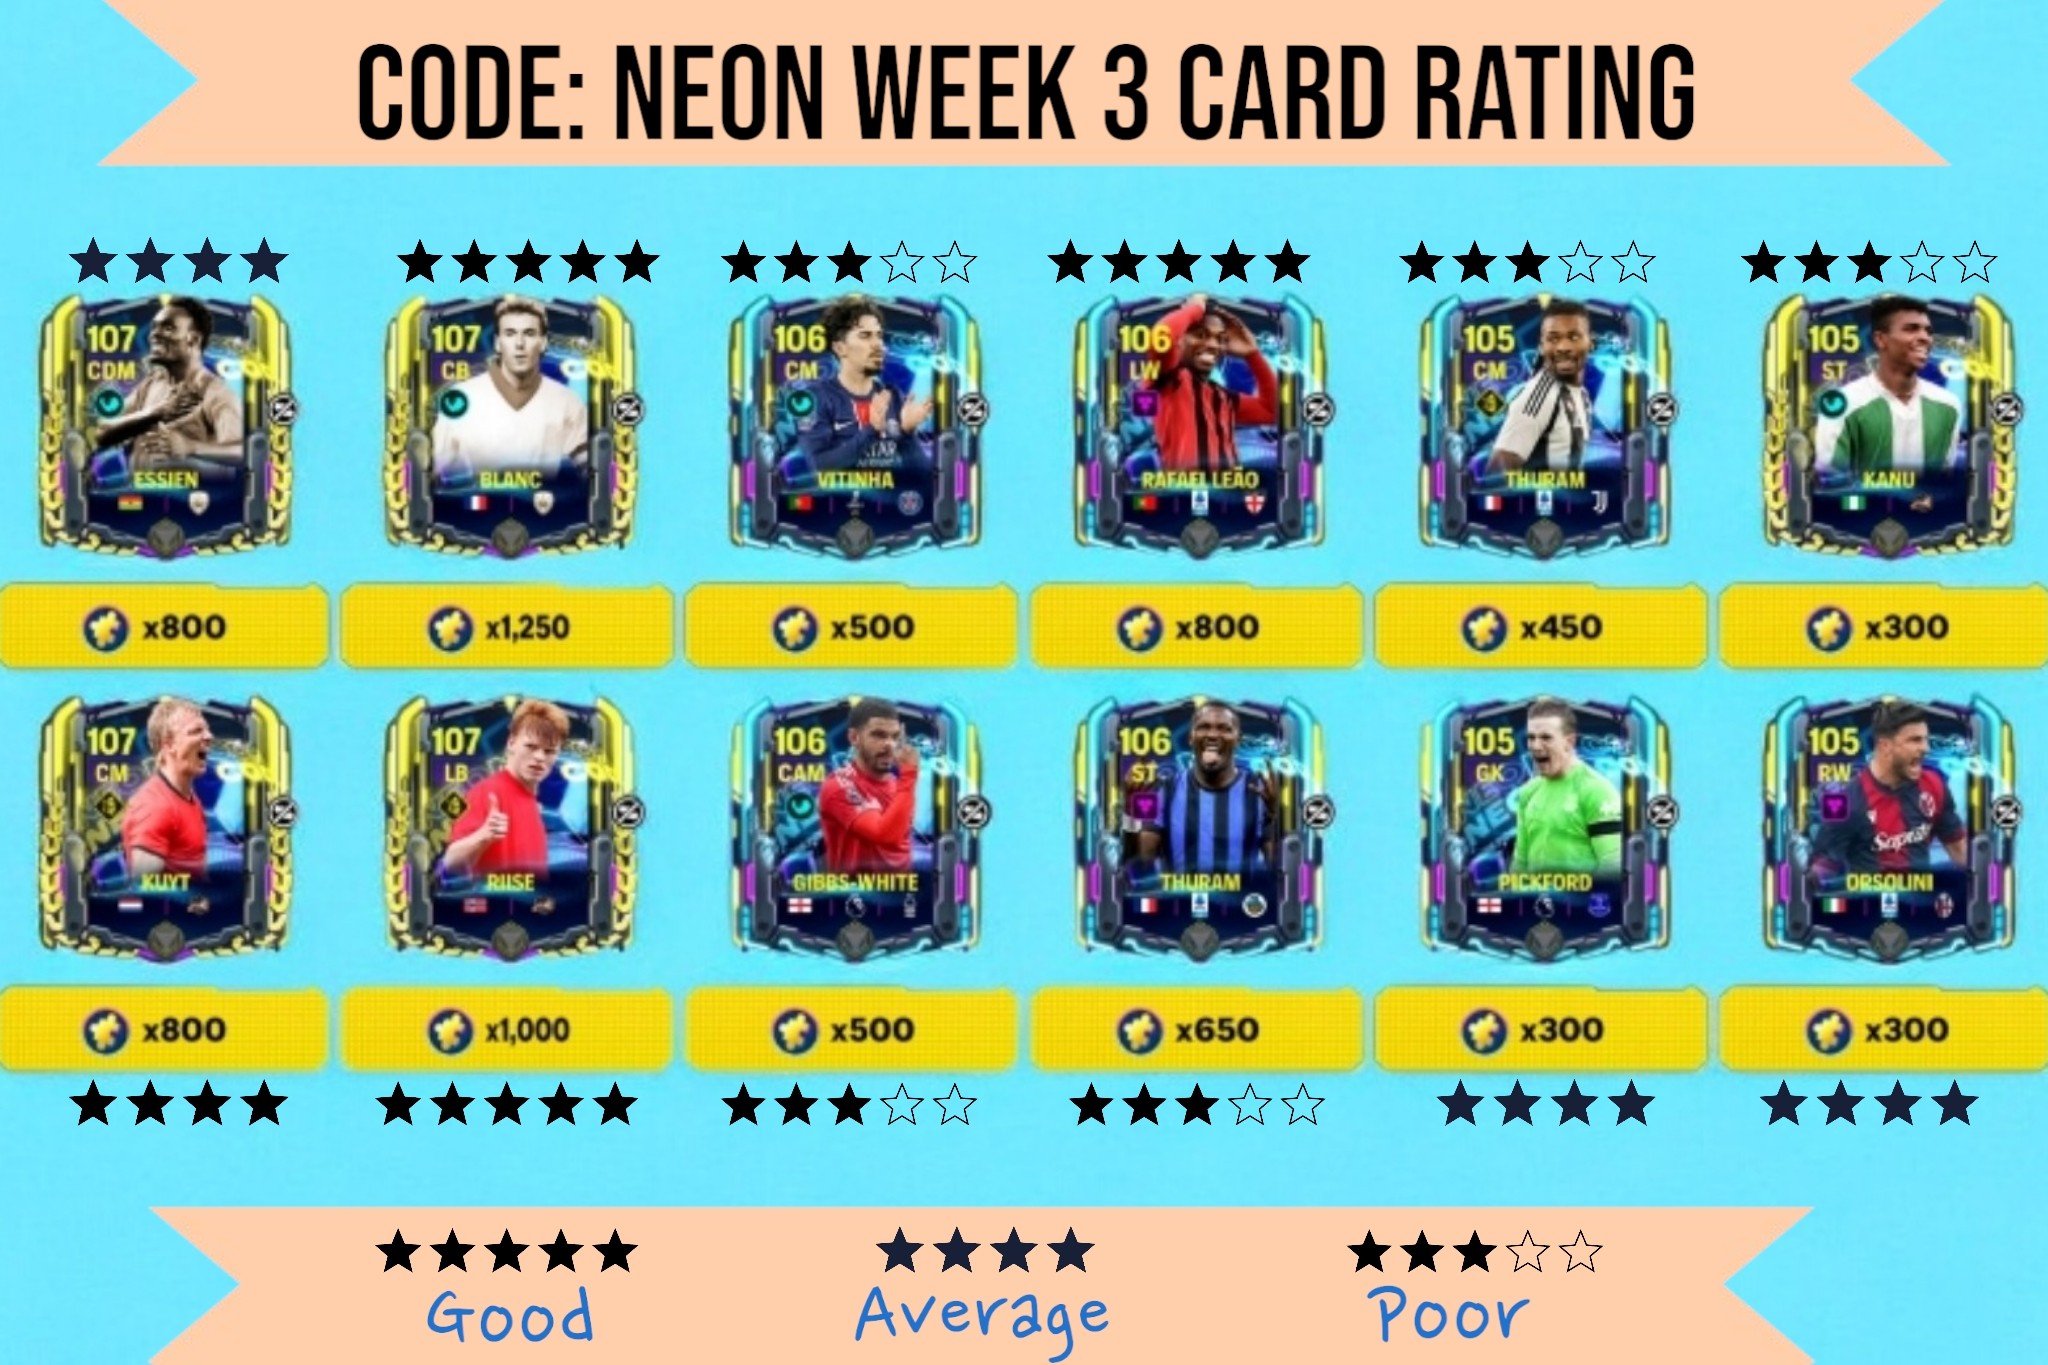 CODE: NEON WEEK 3 CARD RATING
107
CDM
ESSIEN
107
CB
BLANC
106
CM
VITINHA
106
LW
RAFAEL LEÃO
105
CM
THURAM
105
ST
KANU
x800
x1,250
x500
x800
x450
x300
107
CM
KUYT
107
LB
RIISE
106
CAM
GIBBS-WHITE
106
ST
THURAM
105
GK
PICKFORD
105
RW
ORSOLINI
x800
x1,000
x500
x650
x300
x300
Good
Average
Poor